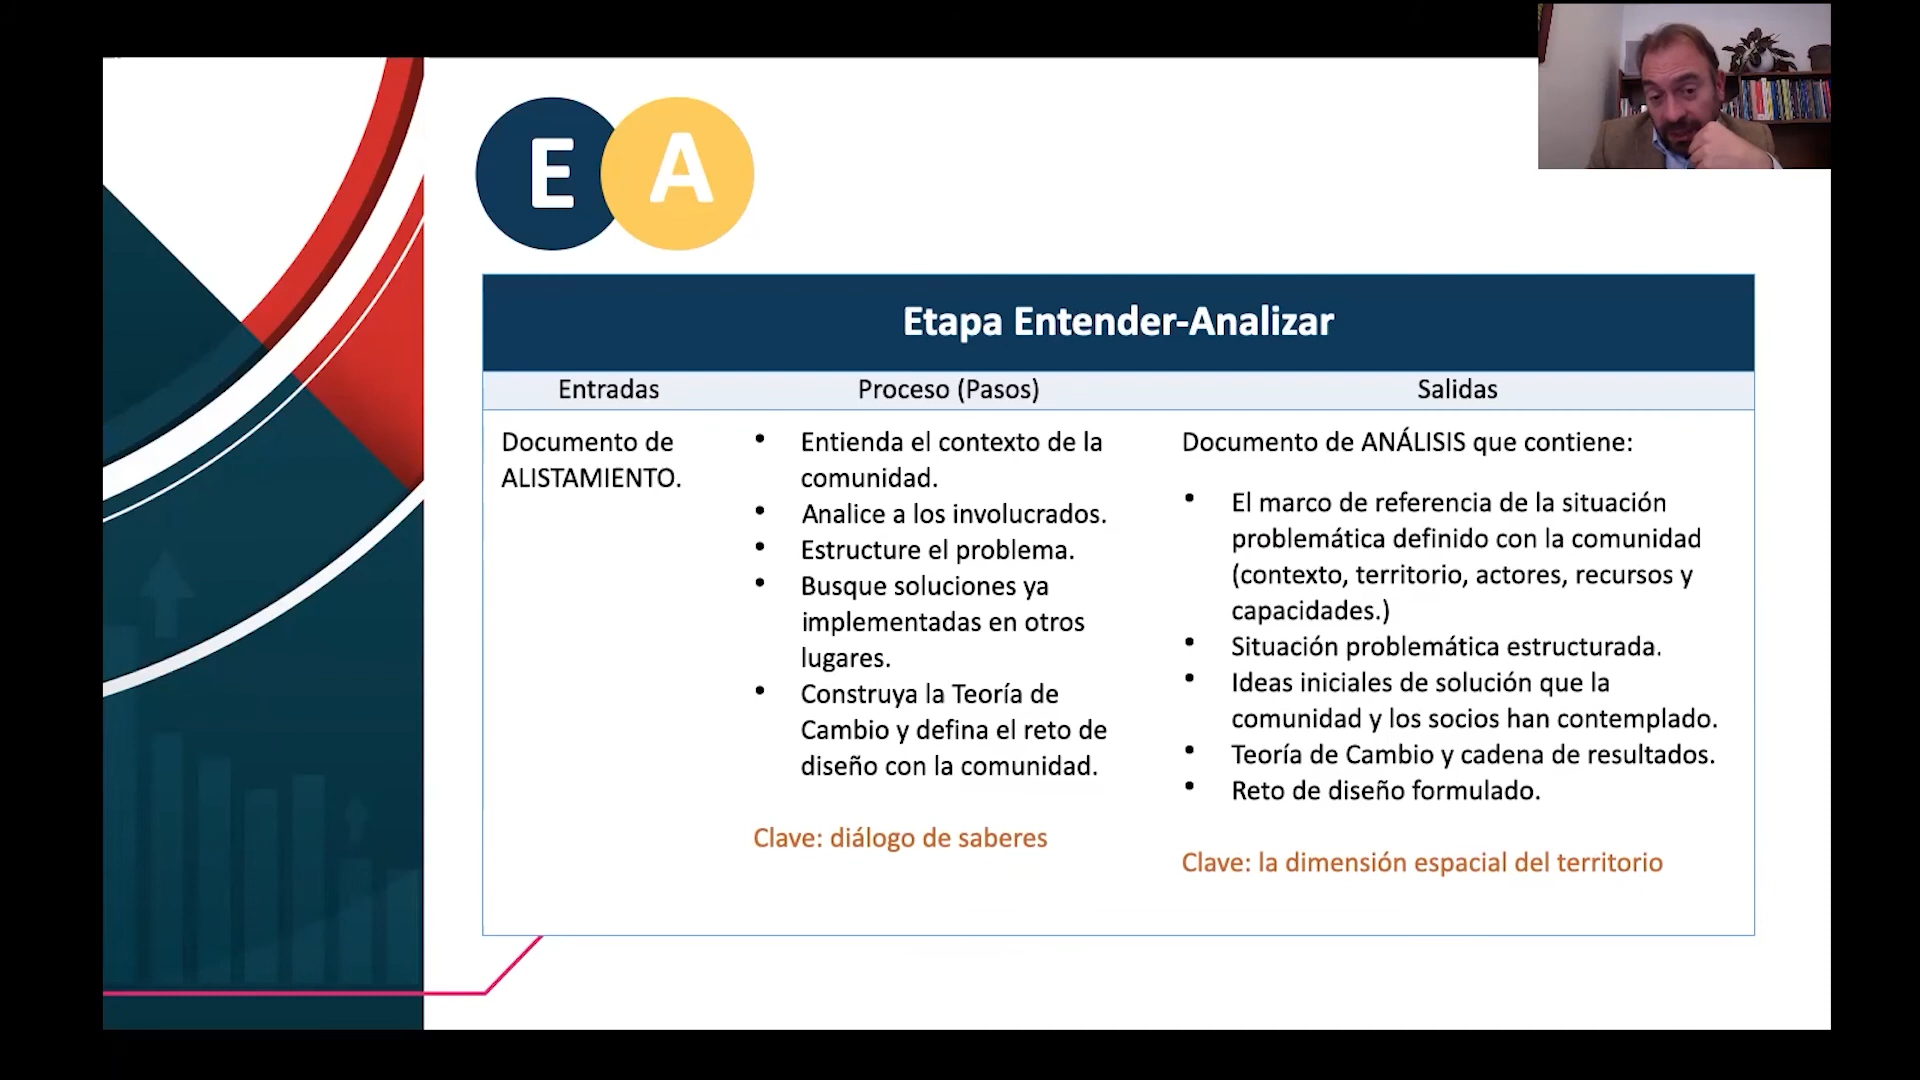 E A
Etapa Entender-Analizar
Entradas
Proceso (Pasos)
Salidas
Documento de
ALISTAMIENTO.
• Entienda el contexto de la
comunidad.
• Analice a los involucrados.
• Estructure el problema.
• Busque soluciones ya
implementadas en otros
lugares.
• Construya la Teoría de
Cambio y defina el reto de
diseño con la comunidad.
Clave: diálogo de saberes
Documento de ANÁLISIS que contiene:
• El marco de referencia de la situación
problemática definido con la comunidad
(contexto, territorio, actores, recursos y
capacidades.)
• Situación problemática estructurada.
• Ideas iniciales de solución que la
comunidad y los socios han contemplado.
• Teoría de Cambio y cadena de resultados.
• Reto de diseño formulado.
Clave: la dimensión espacial del territorio